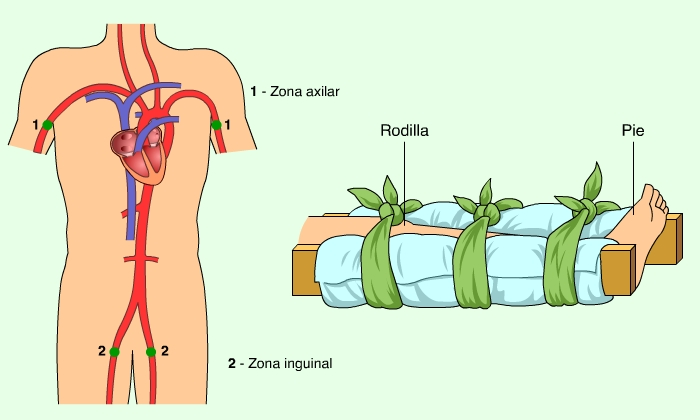 1 - Zona axilar
1
1
Rodilla
Pie
2
2
2 - Zona inguinal